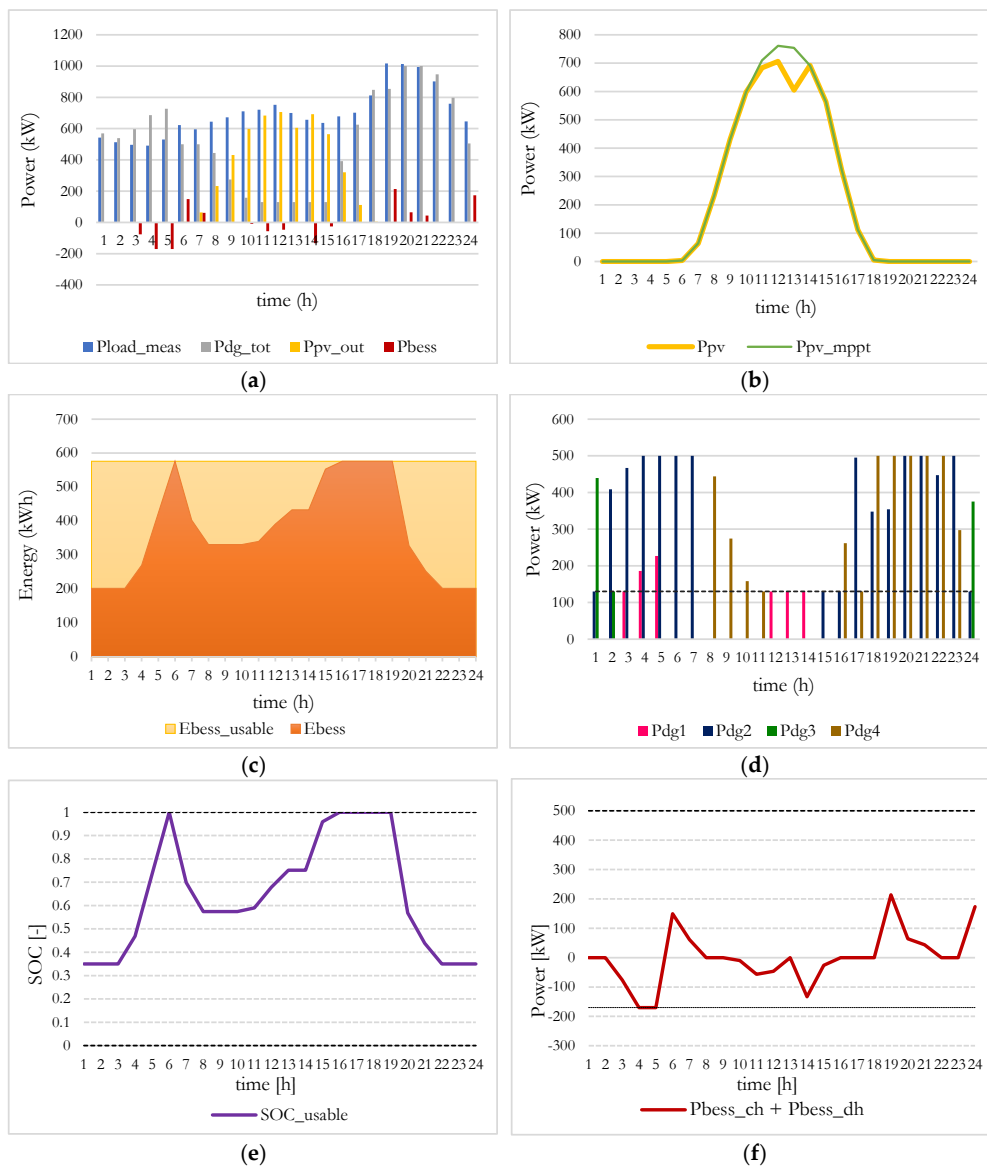 1200
1000
800
600
400
200
0
-200
-400
Power (kW)
1 2 3 4 5 6 7 8 9 10 11 12 13 14 15 16 17 18 19 20 21 22 23 24
time (h)
Pload_meas Pdg_tot Ppv_out Pbess
(a)
800
700
600
500
400
300
200
100
0
Power (kW)
1 2 3 4 5 6 7 8 9 10 11 12 13 14 15 16 17 18 19 20 21 22 23 24
time (h)
Ppv Ppv_mppt
(b)
700
600
500
400
300
200
100
0
Energy (kWh)
1 2 3 4 5 6 7 8 9 10 11 12 13 14 15 16 17 18 19 20 21 22 23 24
time (h)
Ebess_usable Ebess
(c)
600
500
400
300
200
100
0
Power (kW)
1 2 3 4 5 6 7 8 9 10 11 12 13 14 15 16 17 18 19 20 21 22 23 24
time (h)
Pdg1 Pdg2 Pdg3 Pdg4
(d)
1
0.9
0.8
0.7
0.6
0.5
0.4
0.3
0.2
0.1
0
SOC [-]
1 2 3 4 5 6 7 8 9 10 11 12 13 14 15 16 17 18 19 20 21 22 23 24
time [h]
SOC_usable
(e)
500
400
300
200
100
0
-100
-200
-300
Power [kW]
1 2 3 4 5 6 7 8 9 10 11 12 13 14 15 16 17 18 19 20 21 22 23 24
time [h]
Pbess_ch + Pbess_dh
(f)